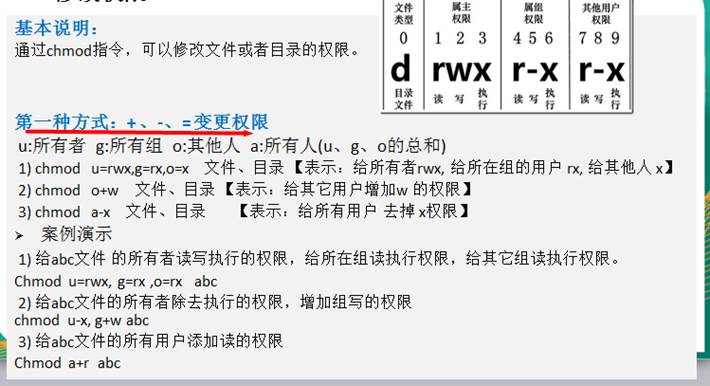 基本说明：
通过chmod指令，可以修改文件或者目录的权限。
文件 属主 属组 其他用户
类型 权限 权限 权限
0 1 2 3 4 5 6 7 8 9
d rwx r-x r-x
目录 读 写 执 读 写 执 读 写 执
文件 行 行 行
第一种方式：+ 、-、= 变更权限
u:所有者 g:所有组 o:其他人 a:所有人(u、g、o的总和)
1) chmod u=rwx,g=rx,o=x 文件、目录【表示：给所有者rwx, 给所在组的用户 rx, 给其他人 x】
2) chmod o+w 文件、目录【表示：给其它用户增加w 的权限】
3) chmod a-x 文件、目录 【表示：给所有用户 去掉 x权限】
➢ 案例演示
1) 给abc文件 的所有者读写执行的权限，给所在组读执行权限，给其它组读执行权限。
Chmod u=rwx, g=rx ,o=rx abc
2) 给abc文件的所有者除去执行的权限，增加组写的权限
chmod u-x, g+w abc
3) 给abc文件的所有用户添加读的权限
Chmod a+r abc